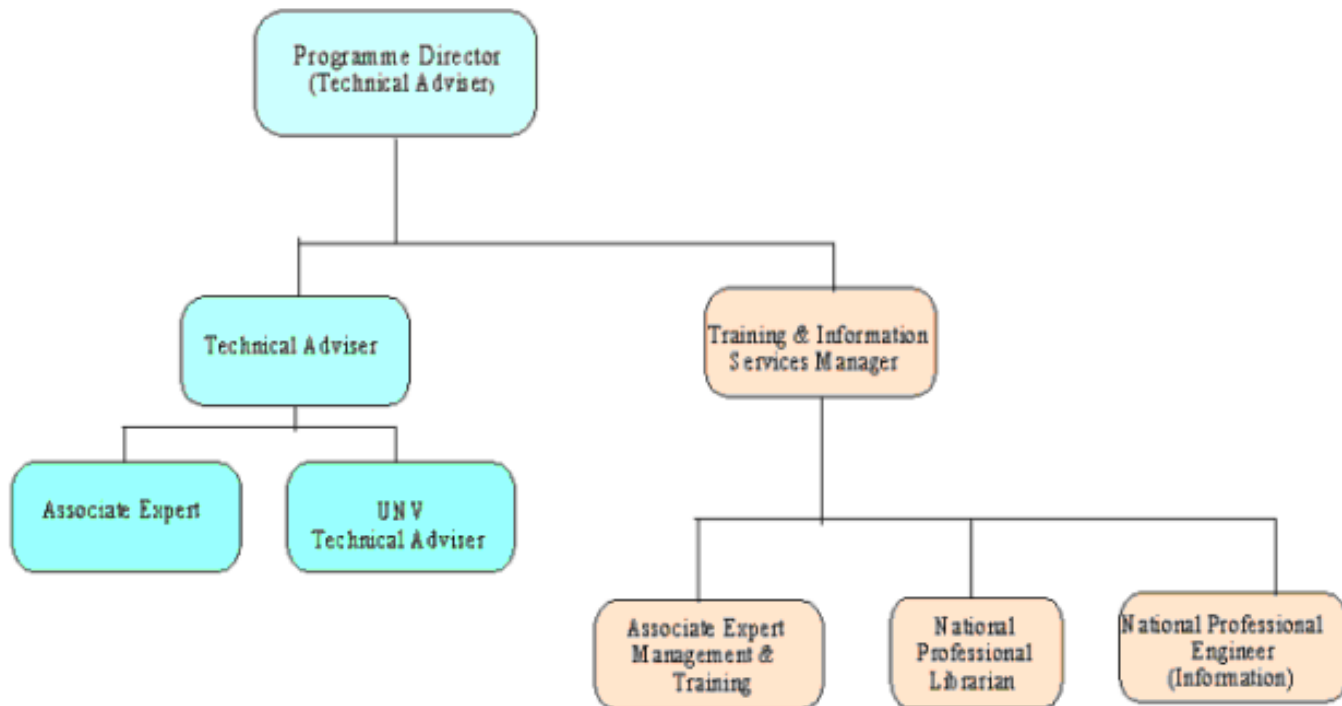 Programme Director
(Technical Adviser)
Technical Adviser
Training & Information
Services Manager
Associate Expert
UNV
Technical Adviser
Associate Expert
Management &
Training
National
Professional
Librarian
National Professional
Engineer
(Information)